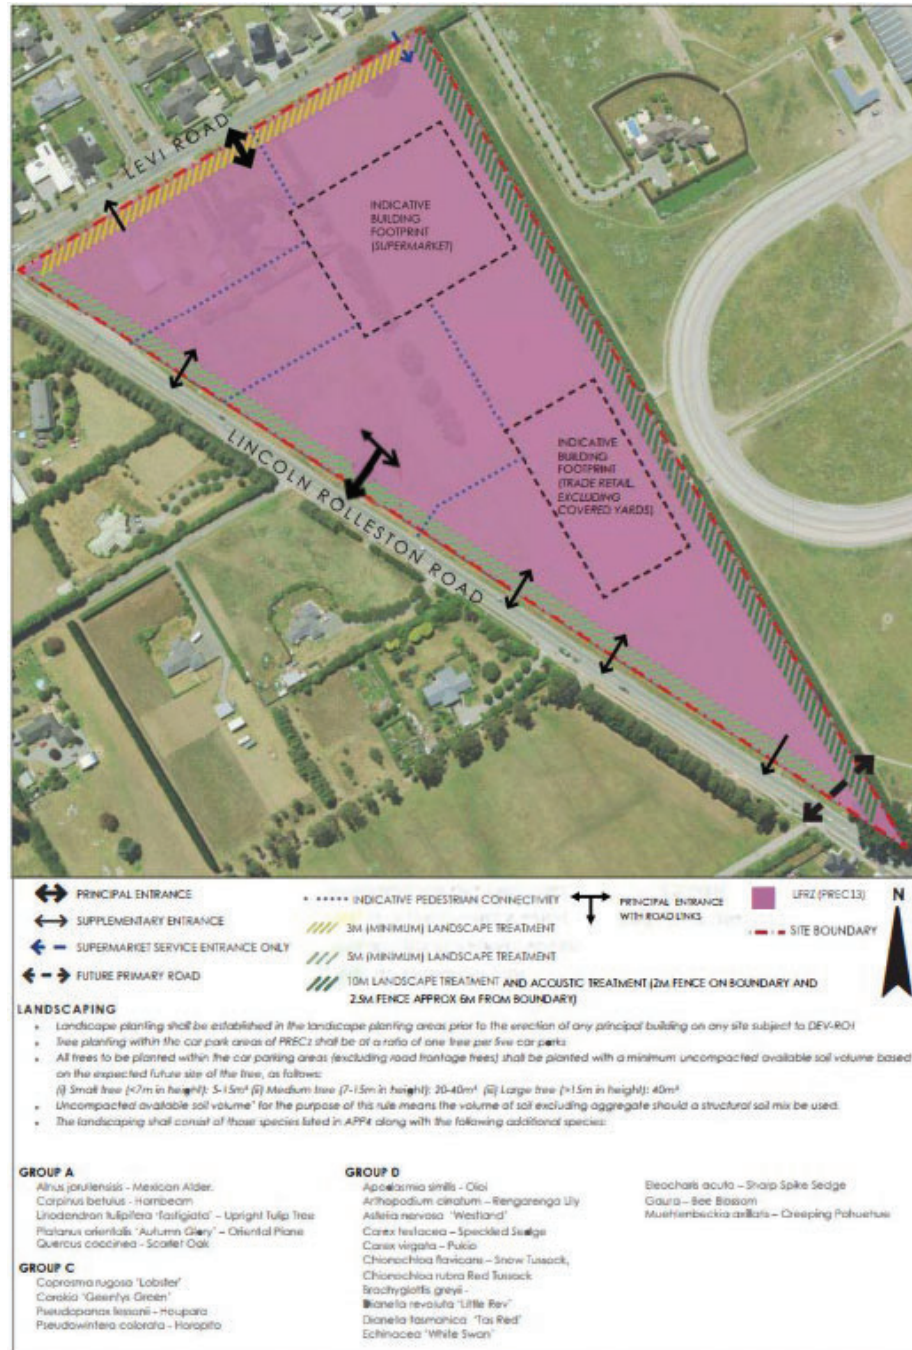 LEVI ROAD
INDICATIVE
BUILDING
FOOTPRINT
(SUPERMARKET)
LINCOLN ROLLESTON ROAD
INDICATIVE
BUILDING
FOOTPRINT
(TRADE RETAIL,
EXCLUDING
COVERED YARDS)
PRINCIPAL ENTRANCE
SUPPLEMENTARY ENTRANCE
SUPERMARKET SERVICE ENTRANCE ONLY
FUTURE PRIMARY ROAD
INDICATIVE PEDESTRIAN CONNECTIVITY
3M (MINIMUM) LANDSCAPE TREATMENT
5M (MINIMUM) LANDSCAPE TREATMENT
10M LANDSCAPE TREATMENT AND ACOUSTIC TREATMENT (2M FENCE ON BOUNDARY AND
2.5M FENCE APPROX 6M FROM BOUNDARY)
PRINCIPAL ENTRANCE
WITH ROAD LINKS
LFRZ (PREC13)
SITE BOUNDARY
N
LANDSCAPING
• Landscape planting shall be established in the landscape planting areas prior to the erection of any principal building on any site subject to DEV-RO1
• Tree planting within the car park areas of PREC2 shall be at a ratio of one tree per five car parks
• All trees to be planted within the car parking areas (excluding road frontage trees) shall be planted with a minimum uncompacted available soil volume based
on the expected future size of the tree, as follows:
(i) Small tree (<7m in height): 5-15m³ (ii) Medium tree (7-15m in height): 20-40m³ (iii) Large tree (>15m in height): 40m³
• Uncompacted available soil volume" for the purpose of this rule means the volume of soil excluding aggregate should a structural soil mix be used.
• The landscaping shall consist of those species listed in APP4 along with the following additional species:
GROUP A
Alnus jorullensis - Mexican Alder.
Carpinus betulus - Hornbeam
Liriodendron tulipifera 'fastigiata' – Upright Tulip Tree
Platanus orientalis 'Autumn Glory' – Oriental Plane
Quercus coccinea - Scarlet Oak
GROUP C
Coprosma rugosa 'Lobster'
Corokia 'Geentys Green'
Pseudopanax lessonii – Houpara
Pseudowintera colorata - Horopito
GROUP D
Apodasmia similis - Oioi
Arthopodium cirratum – Rengarenga Lily
Astelia nervosa 'Westland'
Carex testacea – Speckled Sedge
Carex virgata – Pukio
Chionochloa flavicans – Snow Tussock,
Chionochloa rubra Red Tussock
Brachyglottis greyii -
Dianella revoluta 'Little Rev'
Dianella tasmanica 'Tas Red'
Echinacea 'White Swan'
Eleocharis acuta – Sharp Spike Sedge
Gaura – Bee Blossom
Muehlenbeckia axillaris – Creeping Pohuehue